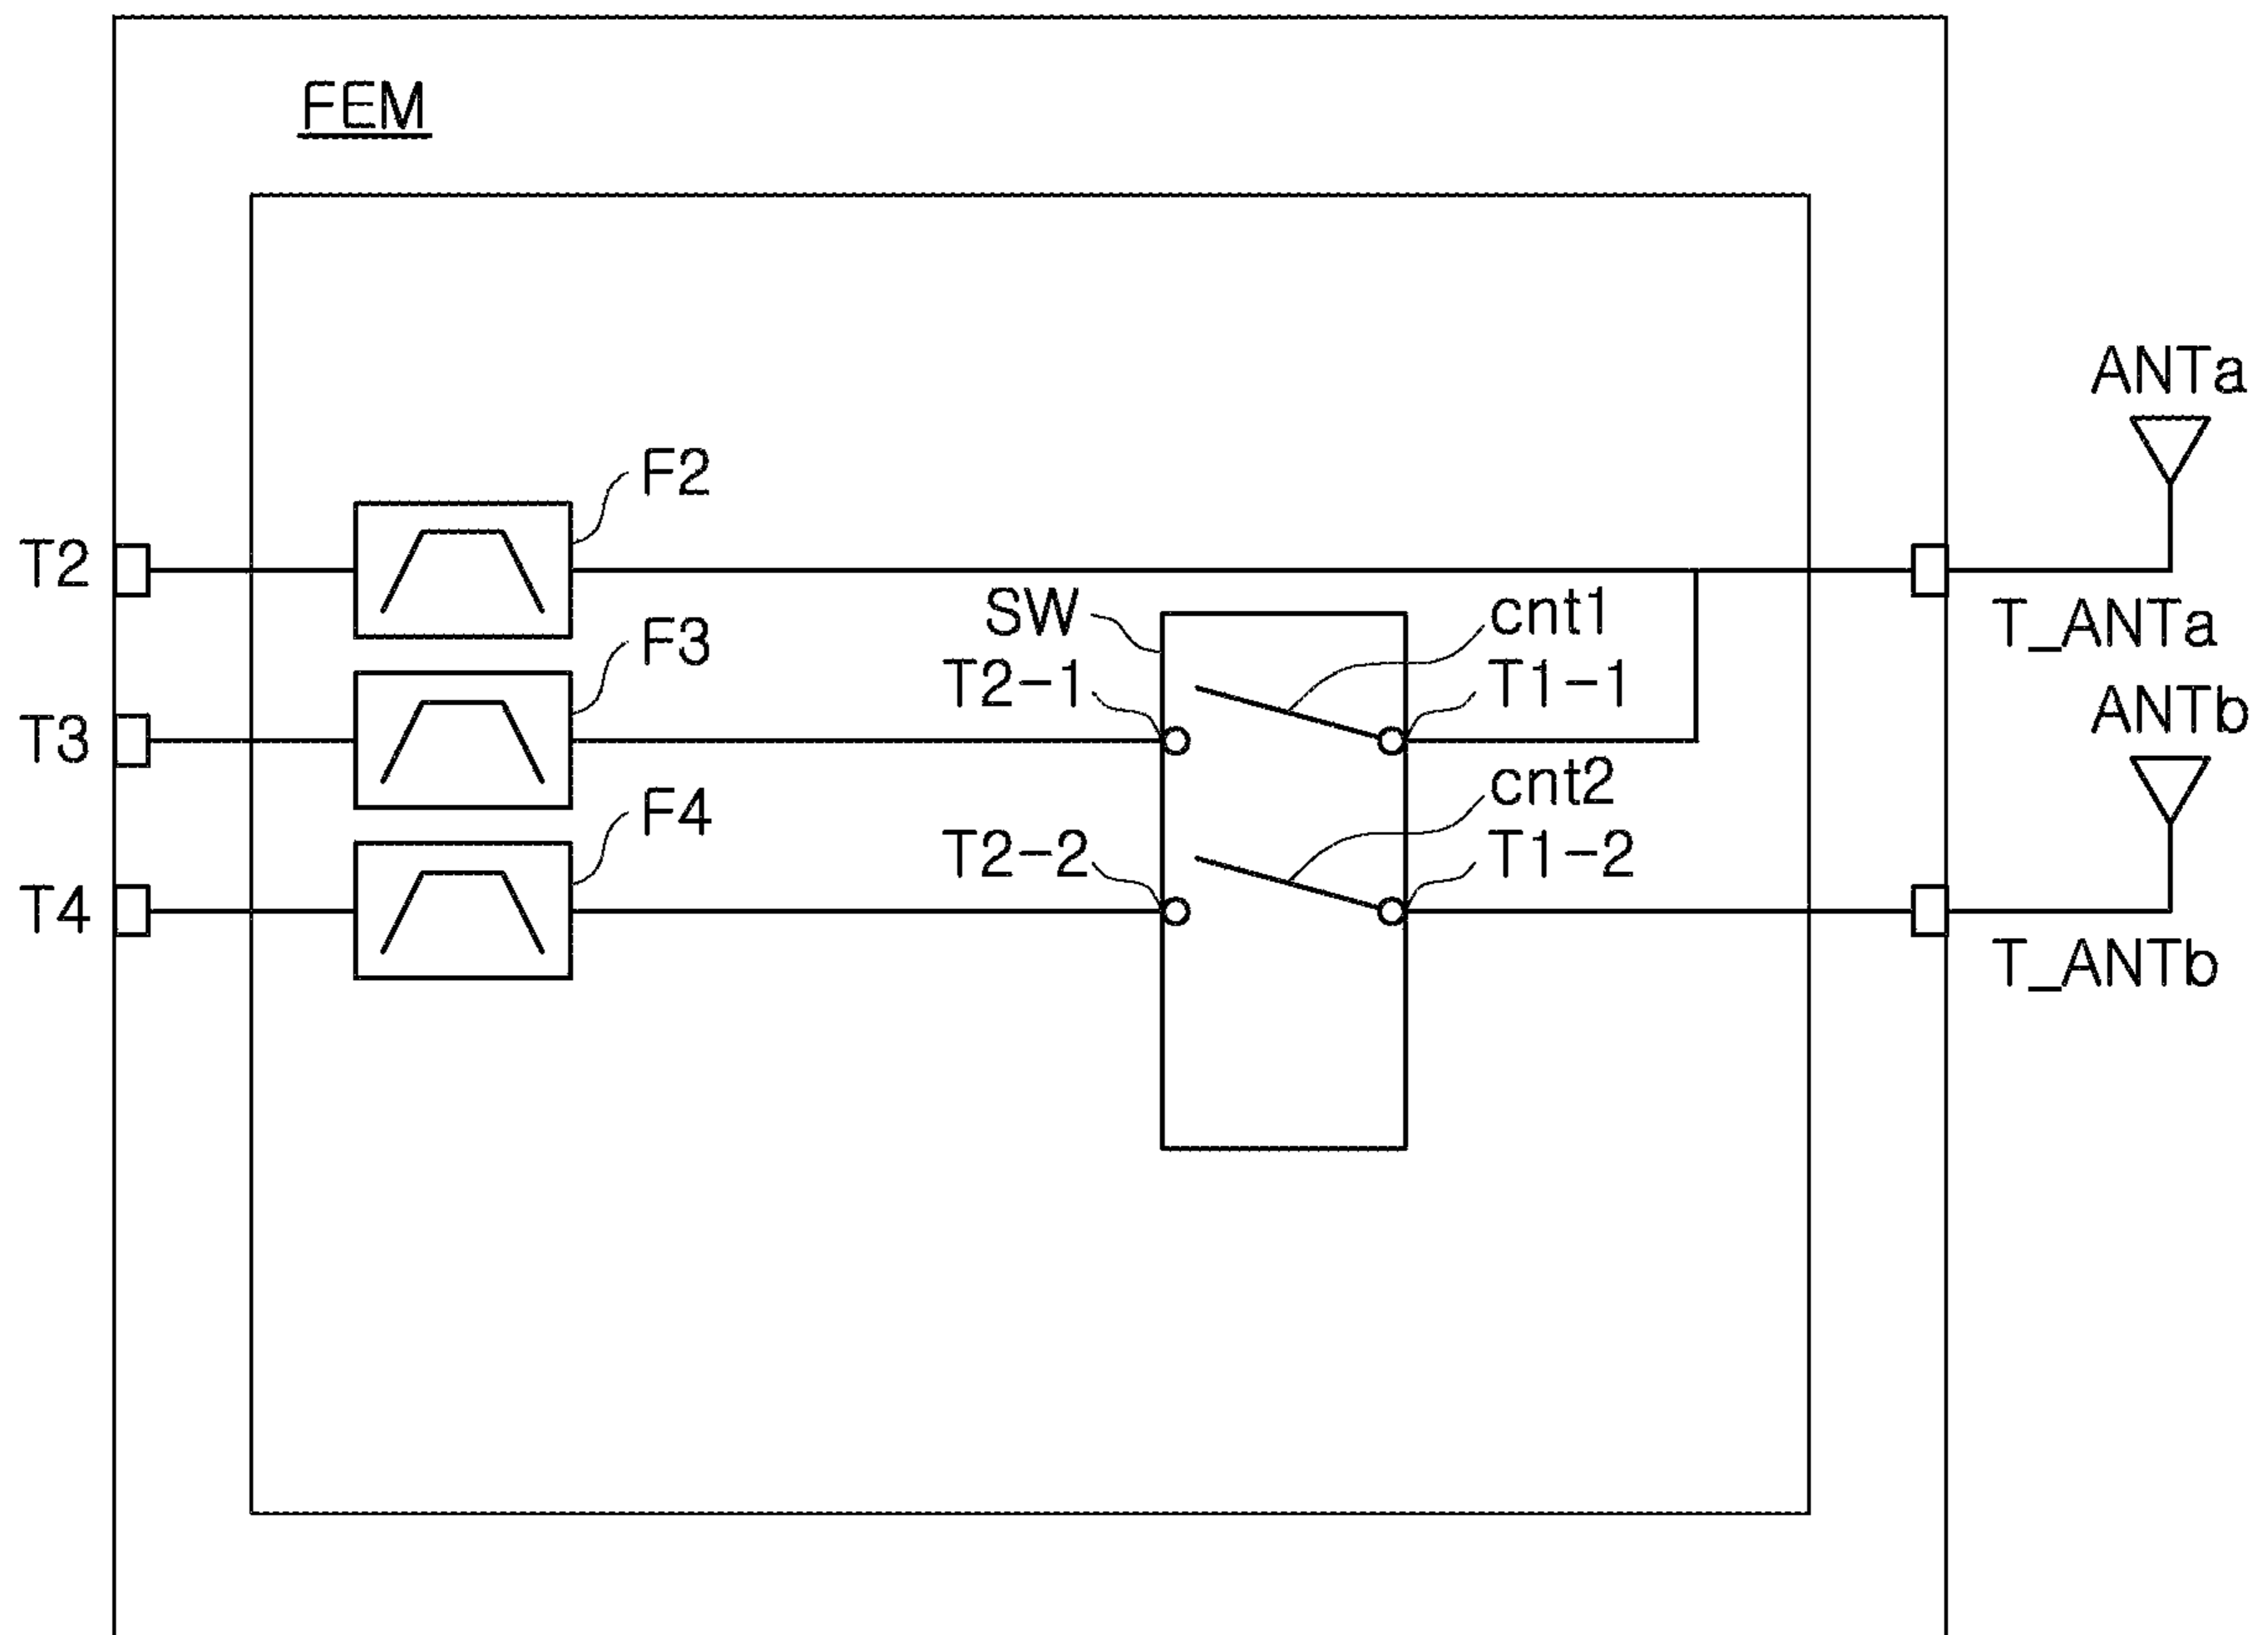 FEM
ANTa
F2
T2
SW
cnt1
T_ANTa
F3
T2-1
T1-1
ANTb
T3
cnt2
F4
T2-2
T1-2
T4
T_ANTb